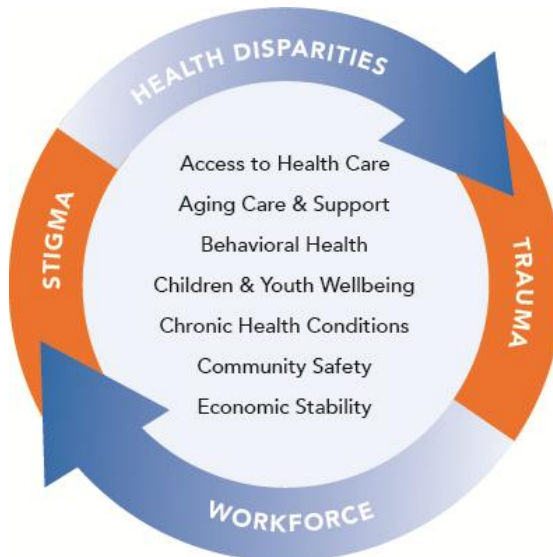 HEALTH DISPARITIES
Access to Health Care
Aging Care & Support
Behavioral Health
Children & Youth Wellbeing
Chronic Health Conditions
Community Safety
Economic Stability
TRAUMA
WORKFORCE
STIGMA